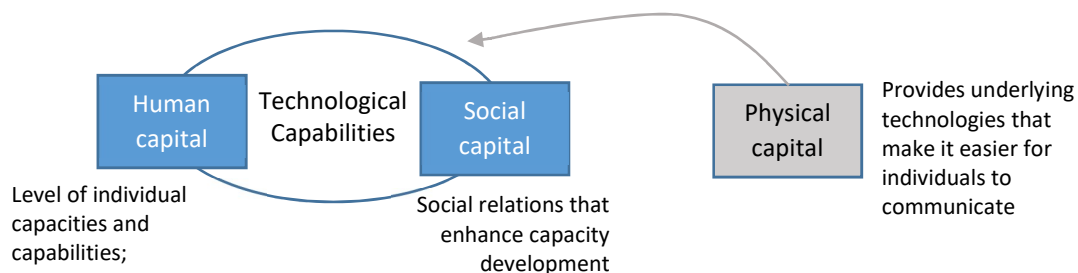 Human
capital
Technological
Capabilities
Social
capital
Physical
capital
Provides underlying
technologies that
make it easier for
individuals to
communicate
Level of individual
capacities and
capabilities;
Social relations that
enhance capacity
development